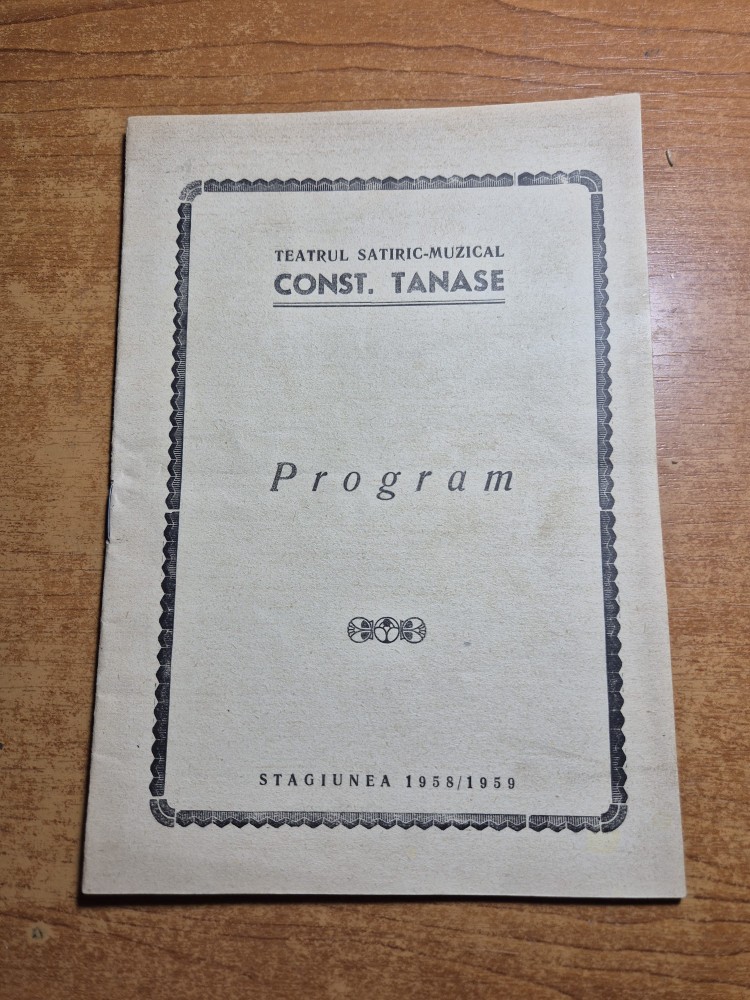 TEATRUL SATIRIC-MUZICAL
CONST. TANASE
Program
STAGIUNEA 1958/1959